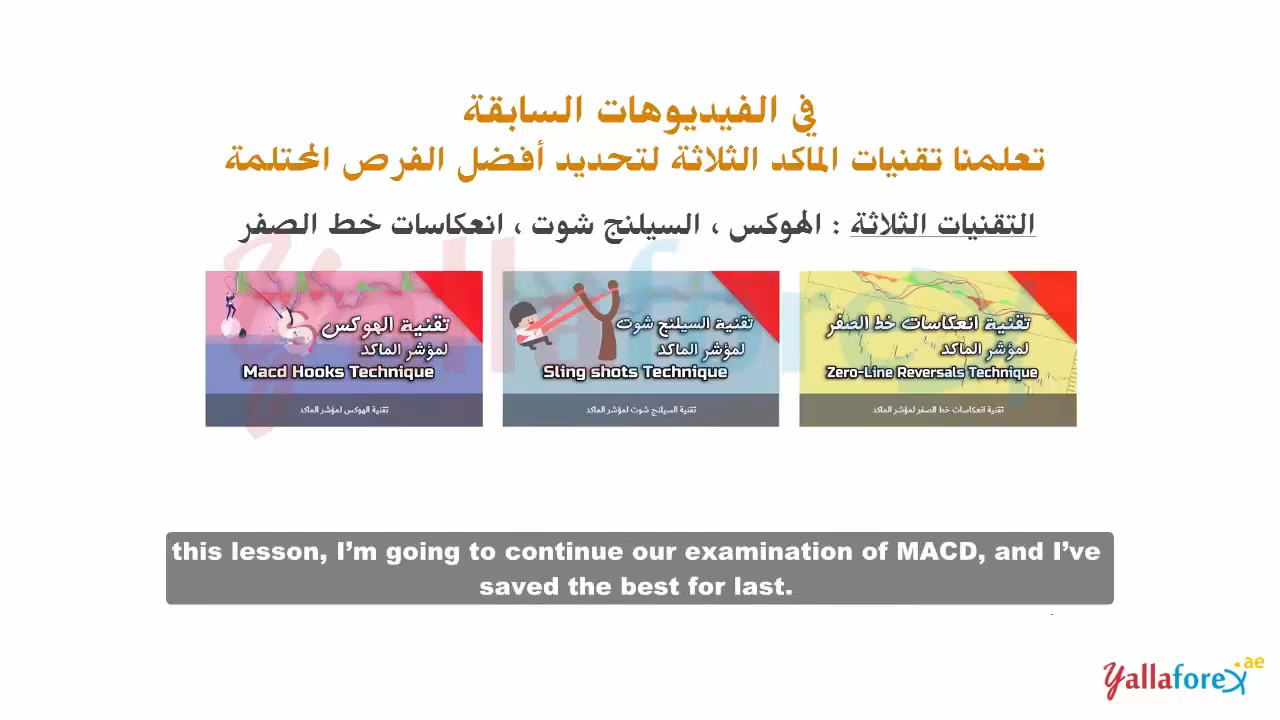 في الفيديوهات السابقة
تعلمنا تقنيات الماكد الثلاثة لتحديد أفضل الفرص المحتلمة
التقنيات الثلاثة : الهوكس ، السيلنج شوت ، انعكاسات خط الصفر
تقنية الهوكس
لمؤشر الماكد
Macd Hooks Technique
تقنية الهوكس لمؤشر الماكد
تقنية السيلنج شوت
لمؤشر الماكد
Sling shots Technique
تقنية السيلنج شوت لمؤشر الماكد
تقنية انعكاسات خط الصفر
لمؤشر الماكد
Zero-Line Reversals Technique
تقنية انعكاسات خط الصفر لمؤشر الماكد
Yallaforex
this lesson, I’m going to continue our examination of MACD, and I’ve
saved the best for last.
Yallaforex.ae